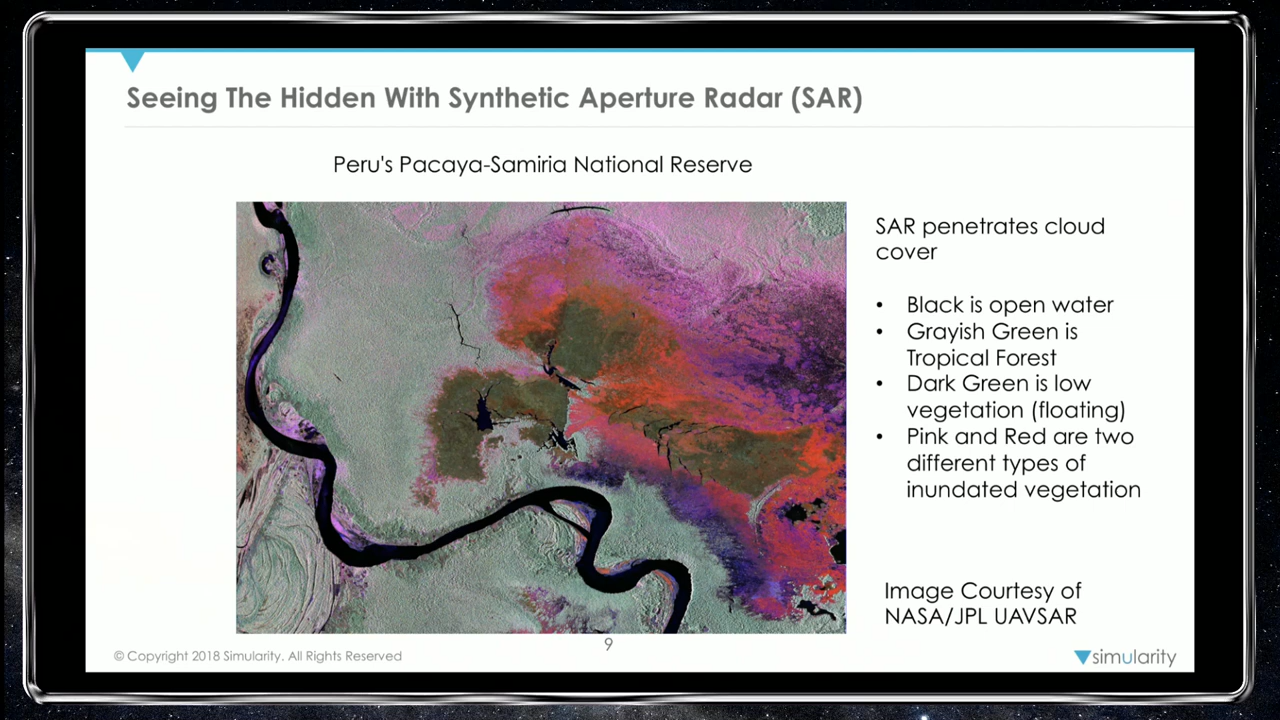 Seeing The Hidden With Synthetic Aperture Radar (SAR)
Peru's Pacaya-Samiria National Reserve
SAR penetrates cloud
cover
• Black is open water
• Grayish Green is
Tropical Forest
• Dark Green is low
vegetation (floating)
• Pink and Red are two
different types of
inundated vegetation
Image Courtesy of
NASA/JPL UAVSAR
9
© Copyright 2018 Simularity. All Rights Reserved
simularity